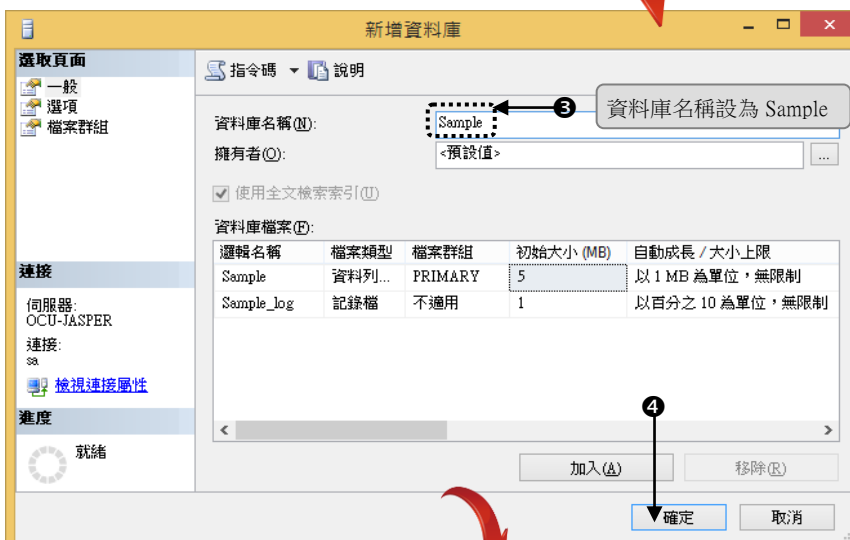 新增資料庫
選取頁面
一般
選項
檔案群組
指令碼 說明
資料庫名稱(N): Sample
❸ 資料庫名稱設為 Sample
擁有者(O): <預設值> ...
使用全文檢索索引(U)
資料庫檔案(F):
邏輯名稱 檔案類型 檔案群組 初始大小 (MB) 自動成長 / 大小上限
Sample 資料列... PRIMARY 5 以 1 MB 為單位，無限制
Sample_log 記錄檔 不適用 1 以百分之 10 為單位，無限制
連接
伺服器:
OCU-JASPER
連接:
sa
檢視連接屬性
進度
就緒
❹
加入(A) 移除(R)
確定 取消